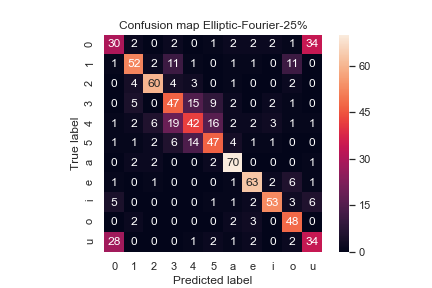 Confusion map Elliptic-Fourier-25%
True label
0 30 2 0 2 0 1 2 2 2 1 34
1 1 52 2 11 1 0 1 0 0 11 0
2 0 4 60 4 3 0 1 0 0 2 0
3 0 5 0 47 15 9 2 0 2 1 0
4 1 2 6 19 42 16 2 2 3 1 1
5 1 1 2 6 14 47 4 1 1 0 0
a 0 2 2 0 0 2 70 0 0 0 1
e 1 0 1 0 0 0 1 63 2 6 1
i 5 0 0 0 0 1 1 2 53 3 6
o 0 2 0 0 0 0 2 3 0 48 0
u 28 0 0 0 1 2 1 2 0 2 34
0 1 2 3 4 5 a e i o u
Predicted label
60
45
30
15
0